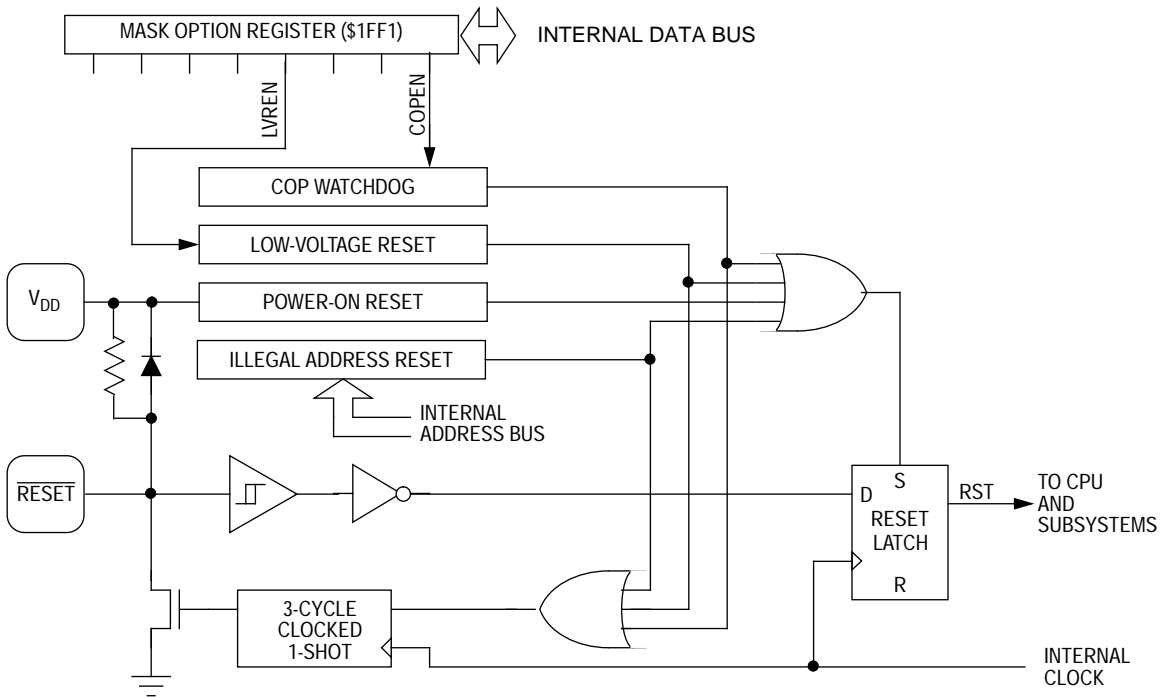 MASK OPTION REGISTER ($1FF1)
INTERNAL DATA BUS
LVREN
COPEN
COP WATCHDOG
LOW-VOLTAGE RESET
VDD
POWER-ON RESET
ILLEGAL ADDRESS RESET
INTERNAL
ADDRESS BUS
RESET
D
S
RESET
LATCH
R
RST
TO CPU
AND
SUBSYSTEMS
3-CYCLE
CLOCKED
1-SHOT
INTERNAL
CLOCK